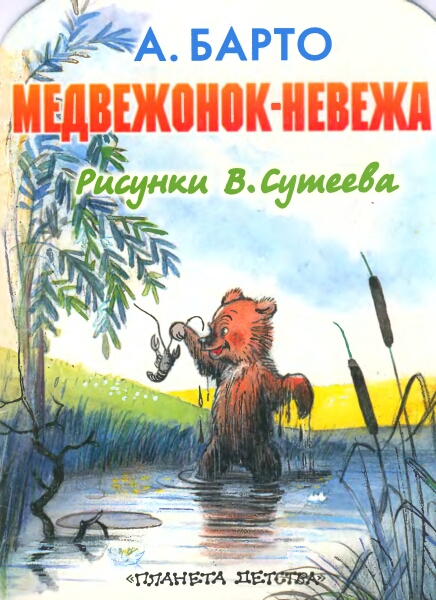 А. БАРТО
МЕДВЕЖОНОК-НЕВЕЖА
Рисунки В.Сутеева
«ПЛАНЕТА ДЕТСТВА»